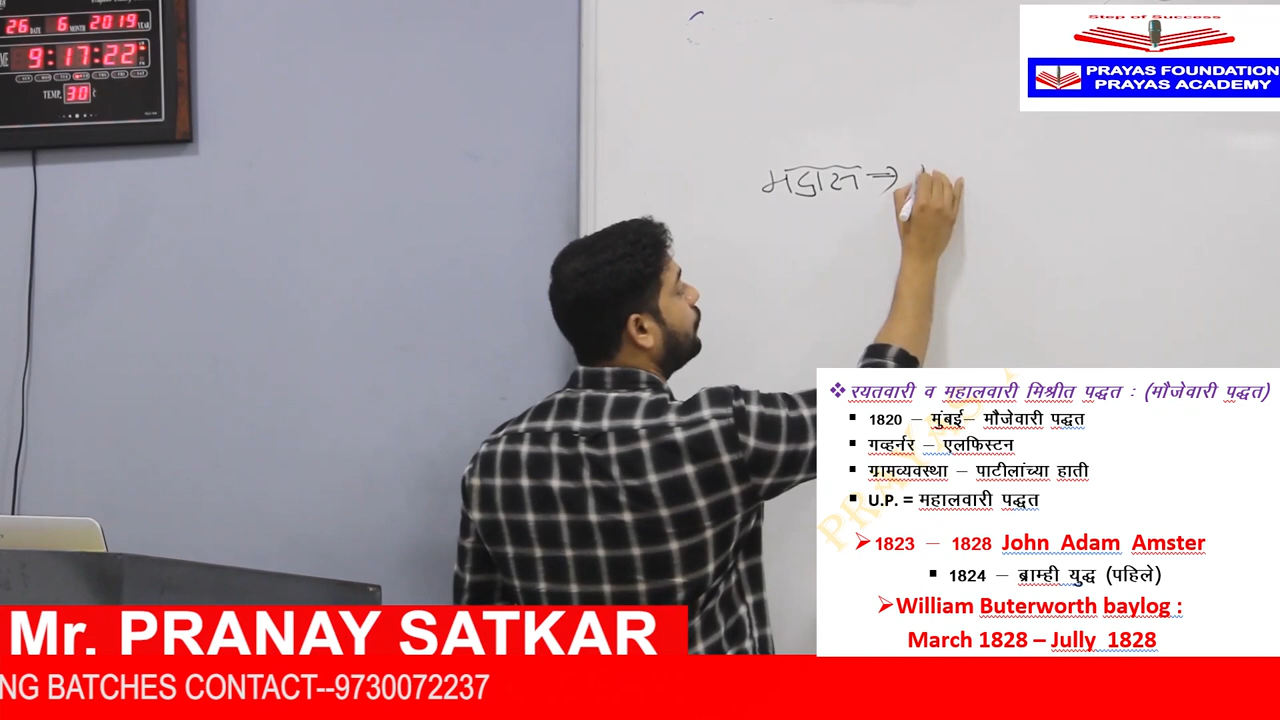 26 DATE 6 MONTH 2019 YEAR
9:17:22
TEMP. 30 c
Step of Success
PRAYAS FOUNDATION
PRAYAS ACADEMY
मद्रास ⇒
❖ रयतवारी व महालवारी मिश्रीत पद्धत : (मौजेवारी पद्धत)
▪ 1820 – मुंबई– मौजेवारी पद्धत
▪ गव्हर्नर – एलफिस्टन
▪ ग्रामव्यवस्था – पाटीलांच्या हाती
▪ U.P. = महालवारी पद्धत
➢ 1823 – 1828 John Adam Amster
▪ 1824 – ब्राम्ही युद्ध (पहिले)
➢ William Buterworth baylog :
March 1828 – Jully 1828
Mr. PRANAY SATKAR
NG BATCHES CONTACT--9730072237